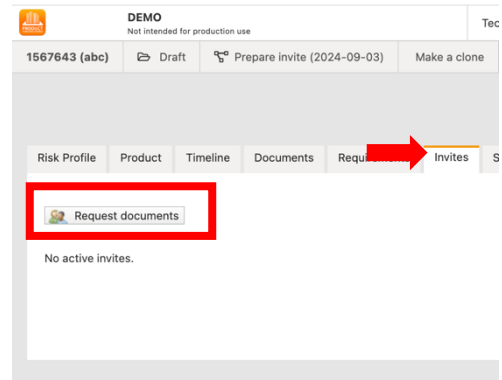 DEMO
Not intended for production use
1567643 (abc) Draft Prepare invite (2024-09-03) Make a clone
Risk Profile Product Timeline Documents Invites
Request documents
No active invites.